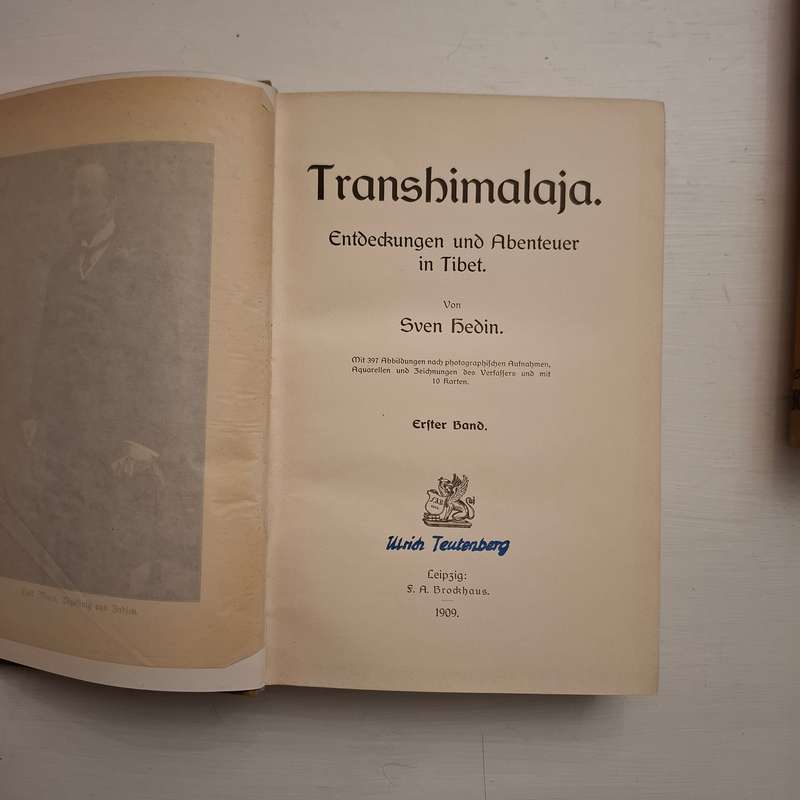 Transhimalaja.
Entdeckungen und Abenteuer
in Tibet.
Von
Sven Hedin.
Mit 397 Abbildungen nach photographiſchen Aufnahmen,
Aquarellen und Zeichnungen des Verfaſſers und mit
10 Karten.
Erſter Band.
Ulrich Teutenberg
Leipzig:
F. A. Brockhaus.
1909.